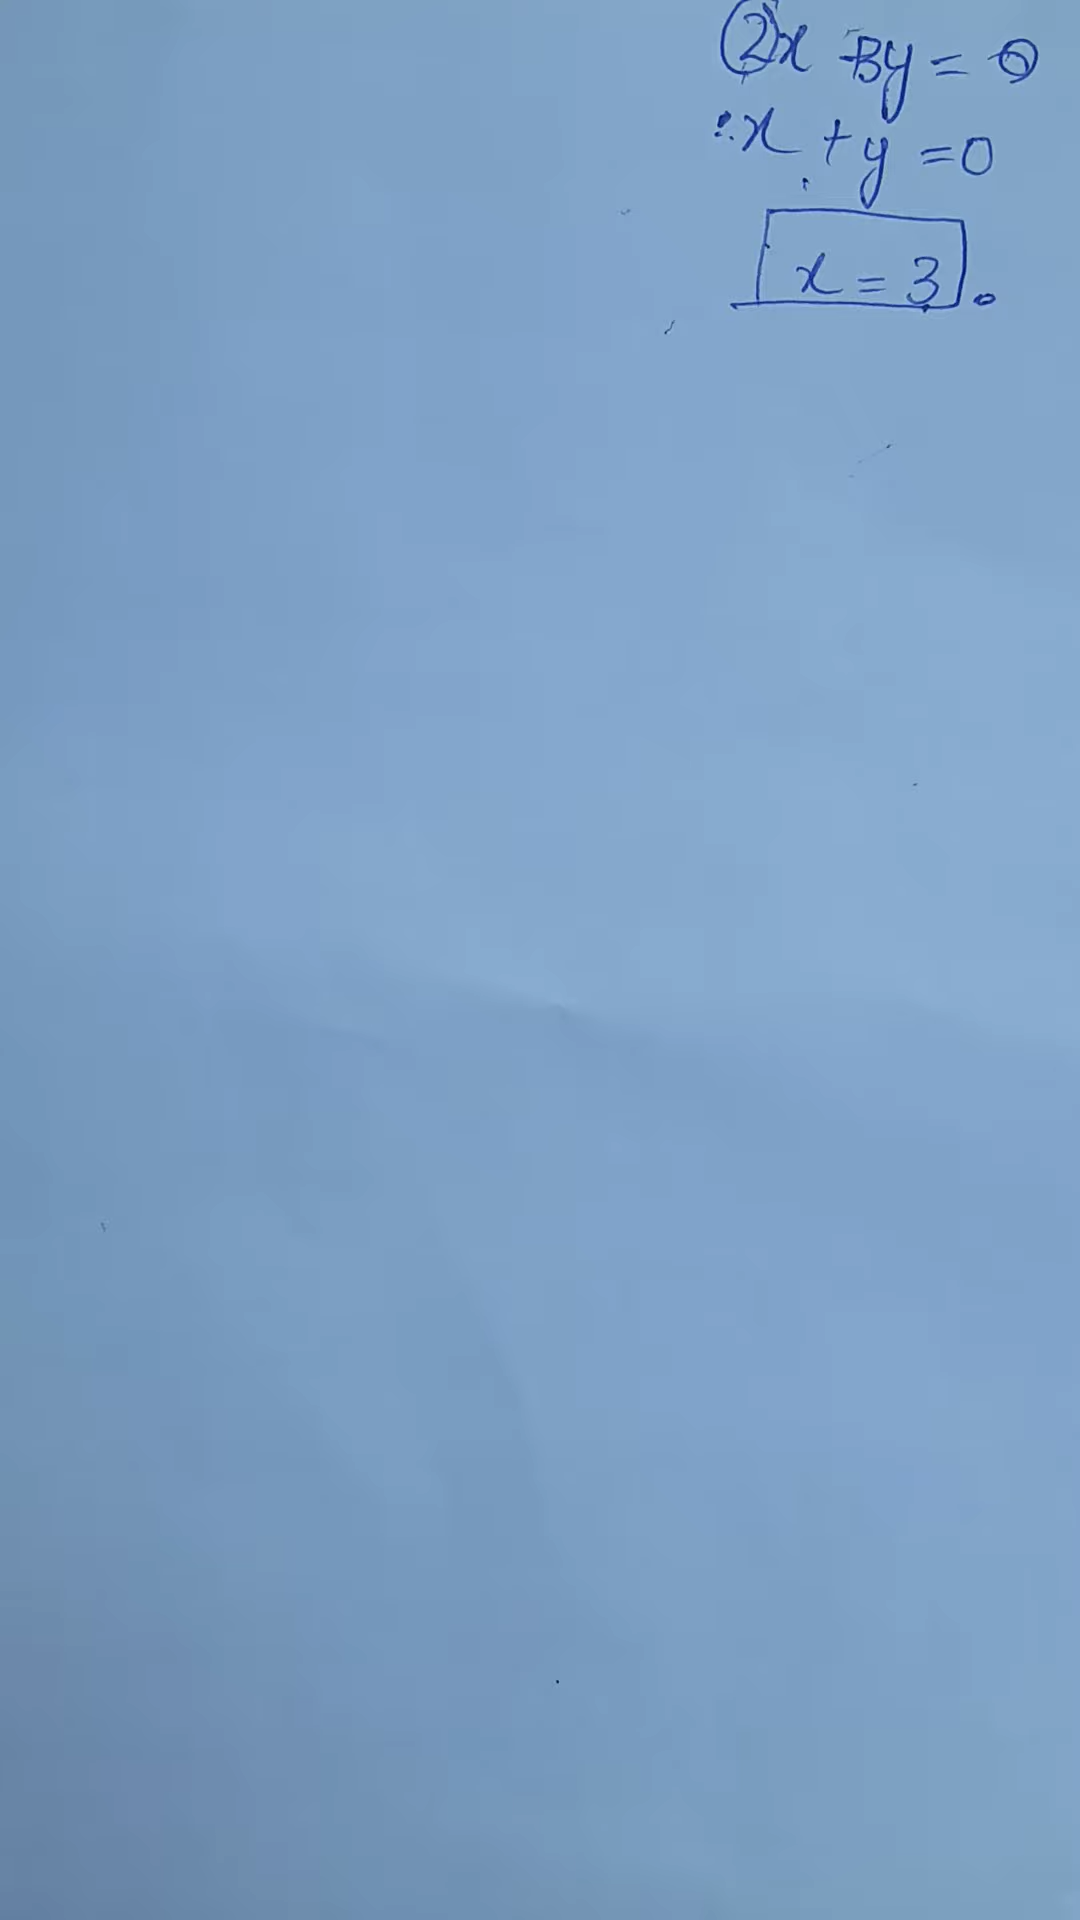 ②x -3y = 0
∴x + y = 0
x = 3.